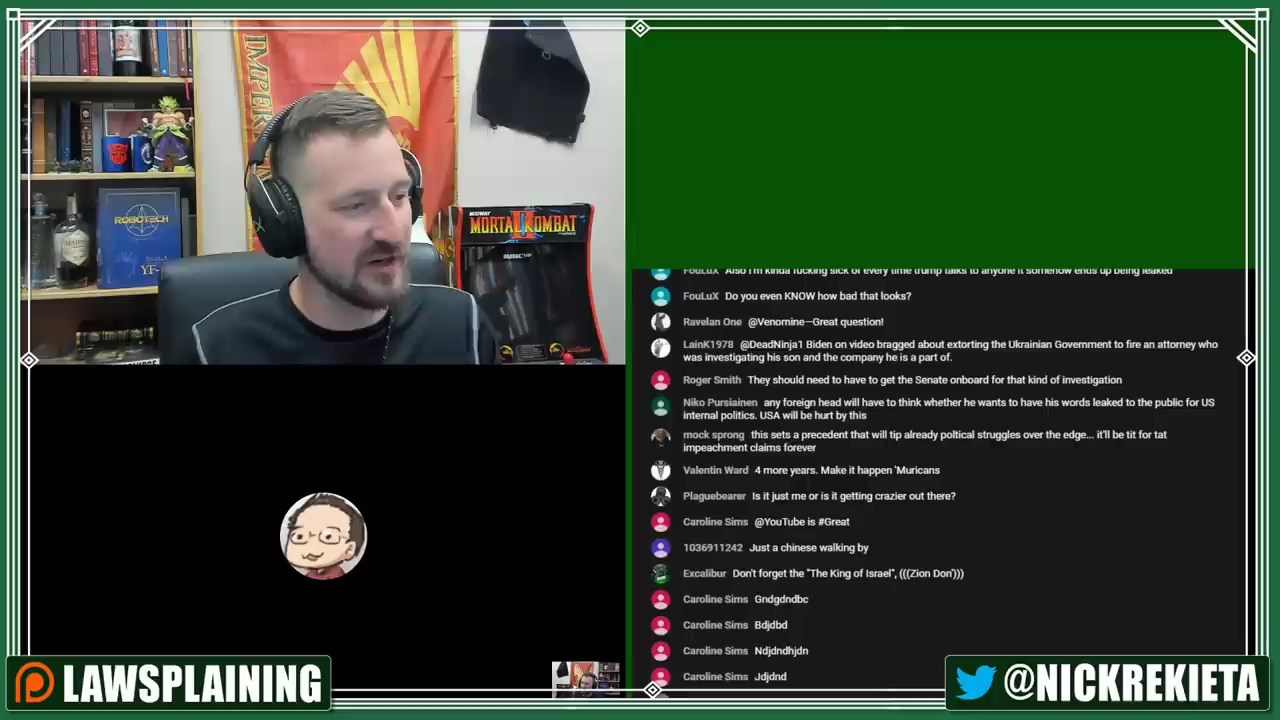 IMPER
ROBOTECH
YF-
MIDWAY
MORTAL KOMBAT
II
FouLuX Also I'm kinda fucking sick of every time trump talks to anyone it somehow ends up being leaked
FouLuX Do you even KNOW how bad that looks?
Ravelan One @Venomine—Great question!
LainK1978 @DeadNinja1 Biden on video bragged about extorting the Ukrainian Government to fire an attorney who
was investigating his son and the company he is a part of.
Roger Smith They should need to have to get the Senate onboard for that kind of investigation
Niko Pursiainen any foreign head will have to think whether he wants to have his words leaked to the public for US
internal politics. USA will be hurt by this
mock sprong this sets a precedent that will tip already poltical struggles over the edge... it'll be tit for tat
impeachment claims forever
Valentin Ward 4 more years. Make it happen 'Muricans
Plaguebearer Is it just me or is it getting crazier out there?
Caroline Sims @YouTube is #Great
1036911242 Just a chinese walking by
Excalibur Don't forget the "The King of Israel", (((Zion Don')))
Caroline Sims Gndgdndbc
Caroline Sims Bdjdbd
Caroline Sims Ndjdndhjdn
Caroline Sims Jdjdnd
LAWSPLAINING
@NICKREKIETA